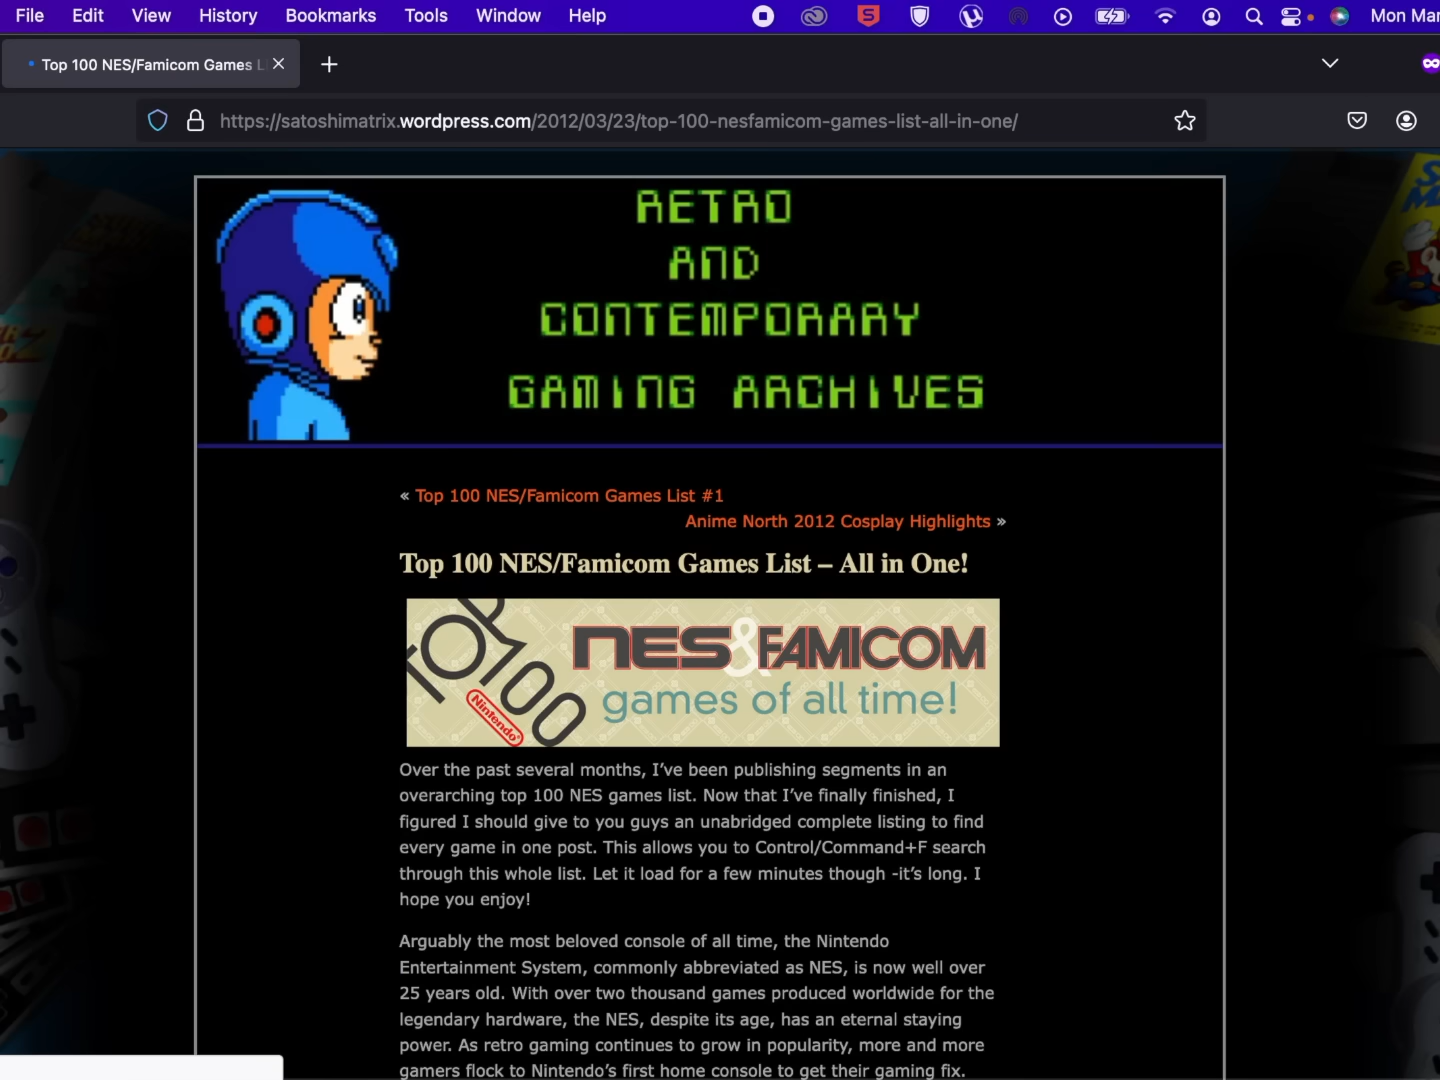 File Edit View History Bookmarks Tools Window Help Mon Mar
Top 100 NES/Famicom Games L
https://satoshimatrix.wordpress.com/2012/03/23/top-100-nesfamicom-games-list-all-in-one/
RETRO
AND
CONTEMPORARY
GAMING ARCHIVES
« Top 100 NES/Famicom Games List #1
Anime North 2012 Cosplay Highlights »
Top 100 NES/Famicom Games List – All in One!
TOP 100
Nintendo
NES & FAMICOM
games of all time!
Over the past several months, I’ve been publishing segments in an
overarching top 100 NES games list. Now that I’ve finally finished, I
figured I should give to you guys an unabridged complete listing to find
every game in one post. This allows you to Control/Command+F search
through this whole list. Let it load for a few minutes though -it’s long. I
hope you enjoy!
Arguably the most beloved console of all time, the Nintendo
Entertainment System, commonly abbreviated as NES, is now well over
25 years old. With over two thousand games produced worldwide for the
legendary hardware, the NES, despite its age, has an eternal staying
power. As retro gaming continues to grow in popularity, more and more
gamers flock to Nintendo’s first home console to get their gaming fix.